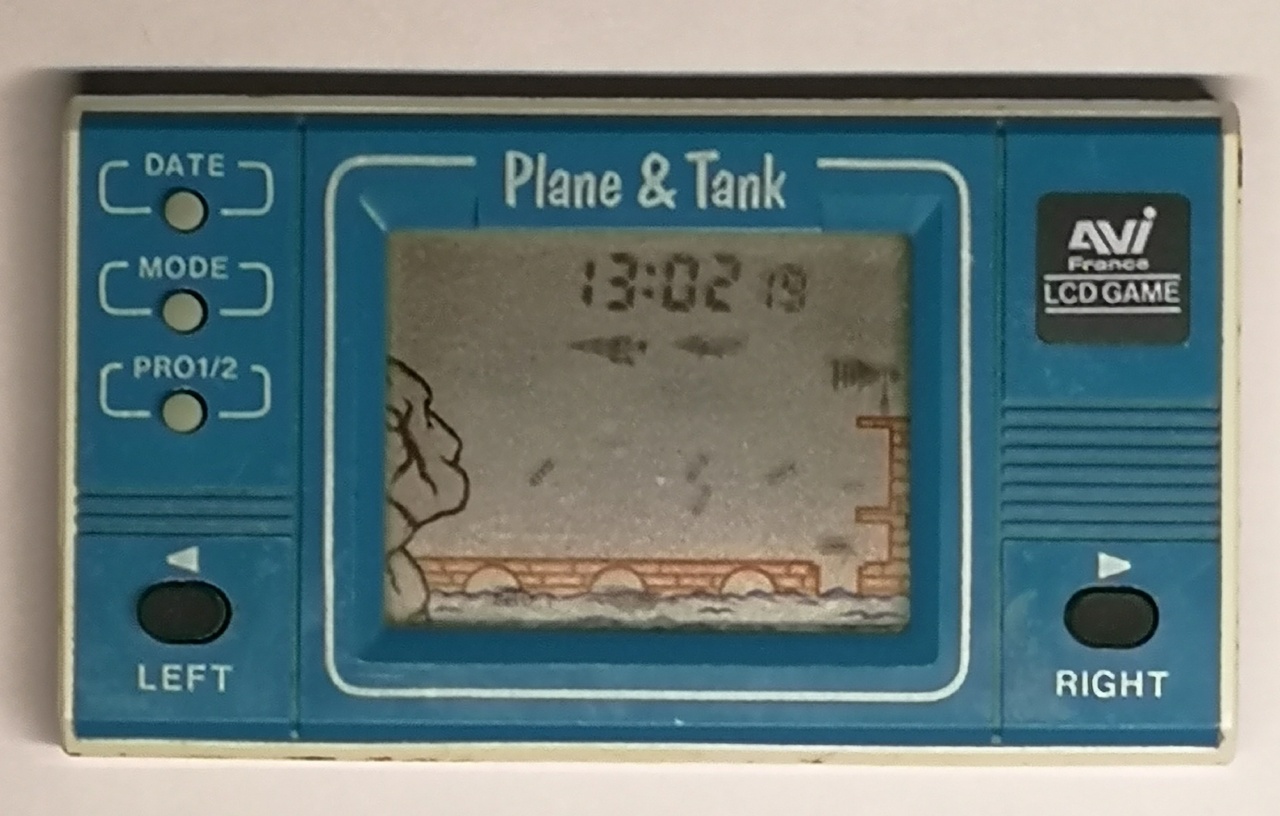 DATE
MODE
PRO1/2
LEFT
Plane & Tank
13:02 19
AVi
France
LCD GAME
RIGHT